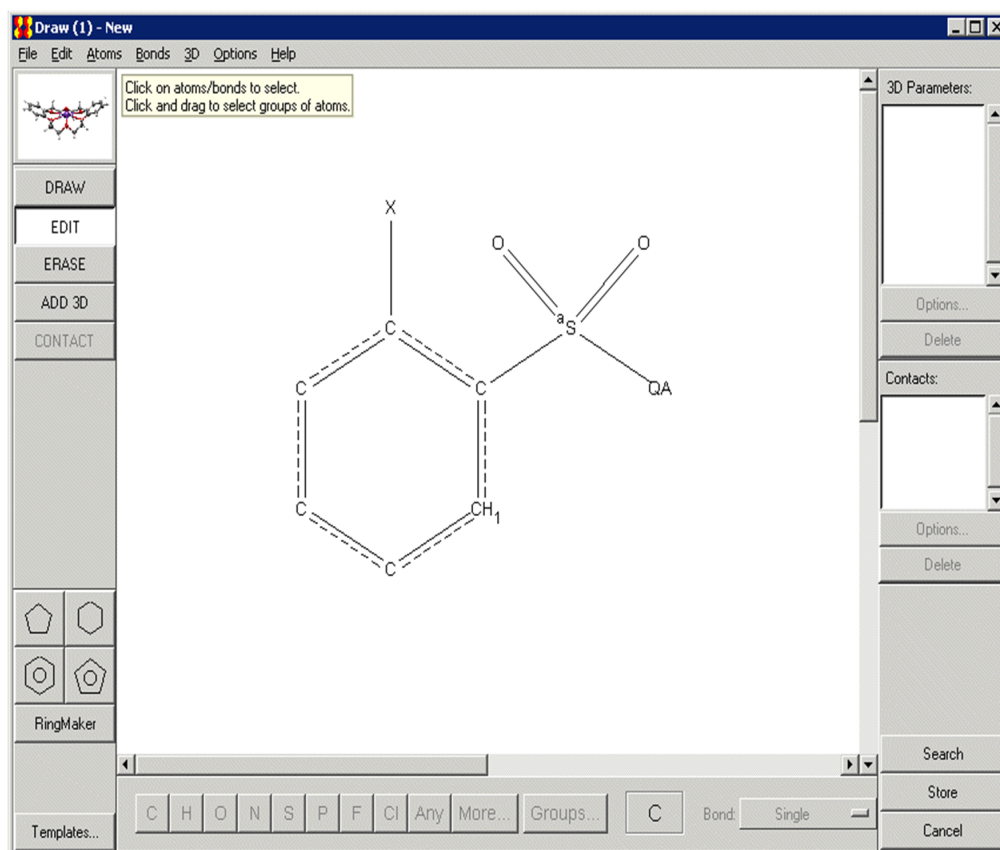 Draw (1) - New
File Edit Atoms Bonds 3D Options Help
Click on atoms/bonds to select.
Click and drag to select groups of atoms.
3D Parameters:
DRAW
EDIT
ERASE
ADD 3D
CONTACT
X
O O
aS
C
C C
QA
C CH1
C
Options...
Delete
Contacts:
Options...
Delete
RingMaker
Templates...
C H O N S P F Cl Any More... Groups... C Bond: Single
Search
Store
Cancel